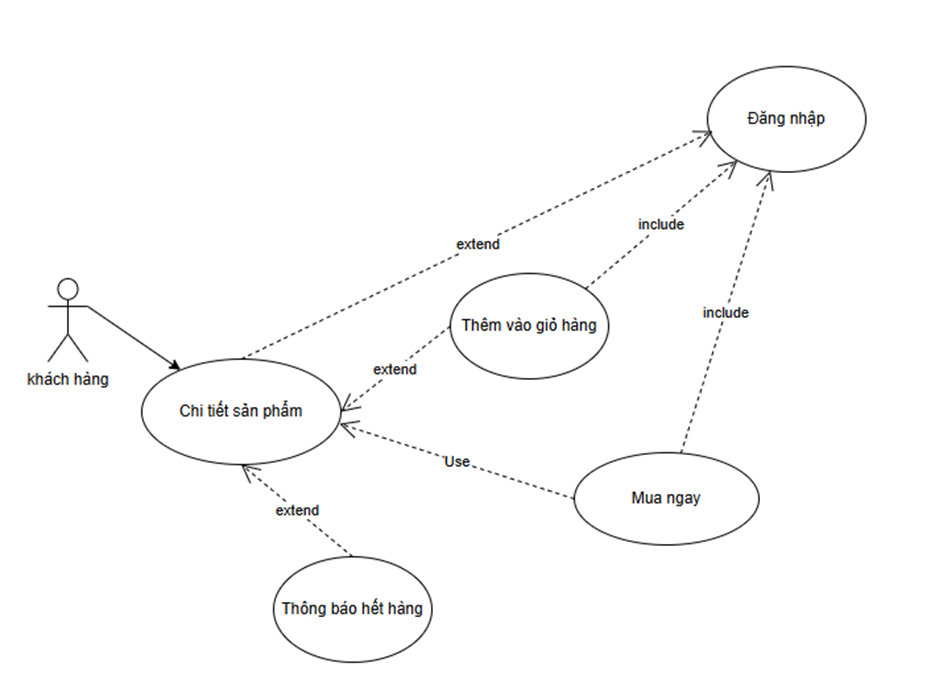 Đăng nhập
include
extend
include
Thêm vào giỏ hàng
extend
khách hàng
Chi tiết sản phẩm
Use
Mua ngay
extend
Thông báo hết hàng